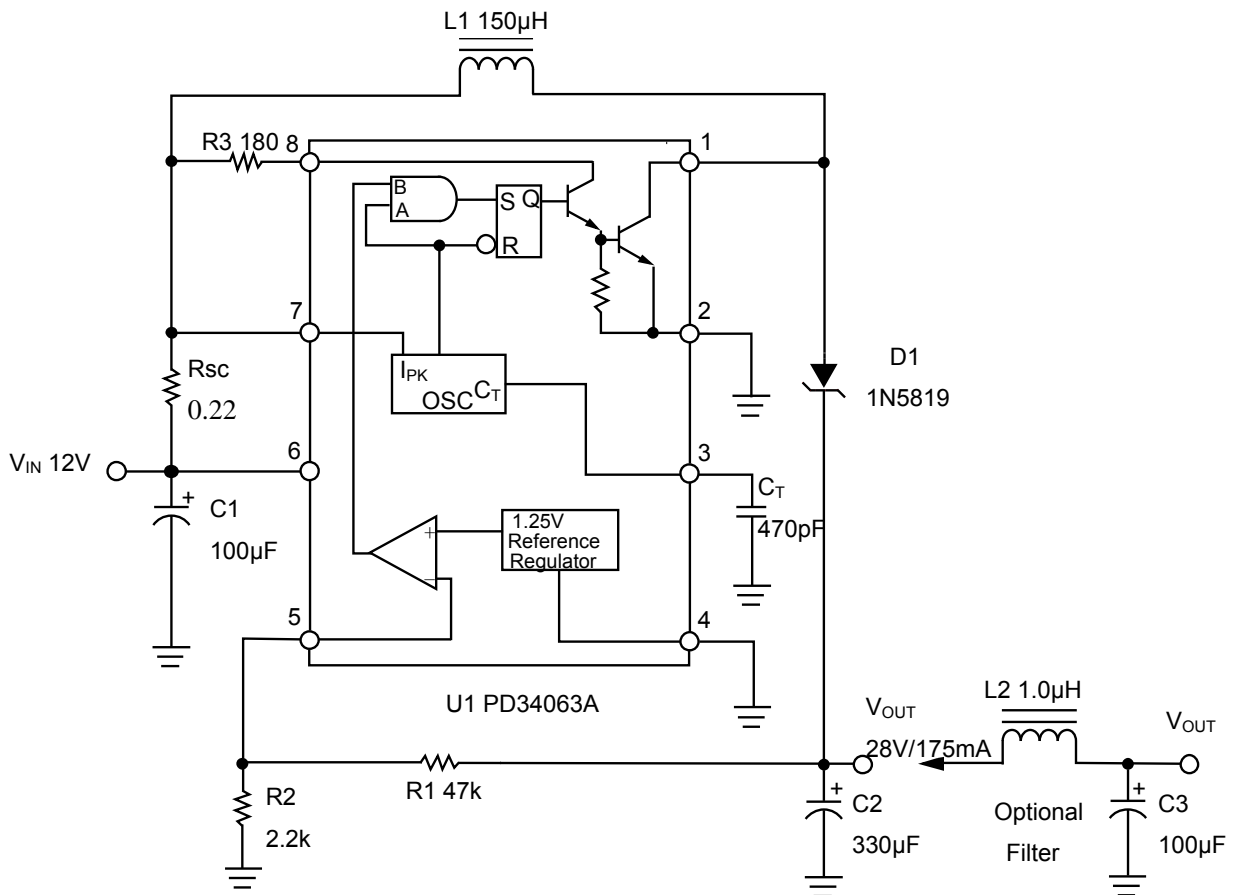 L1 150µH
R3 180
8
1
B
A
S Q
R
7
2
Rsc
0.22
I_PK
OSC C_T
D1
1N5819
V_IN 12V
6
3
C1
100µF
+
C_T
470pF
1.25V
Reference
Regulator
+
–
5
4
U1 PD34063A
L2 1.0µH
V_OUT
28V/175mA
V_OUT
R1 47k
R2
2.2k
+
C2
330µF
Optional
Filter
+
C3
100µF